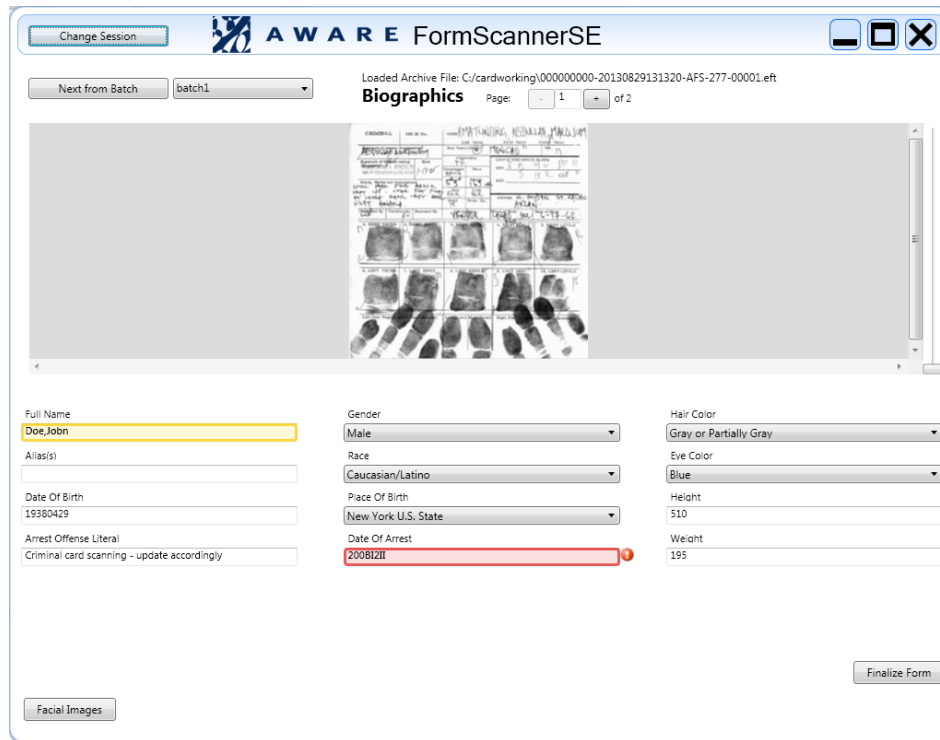 Change Session
AWARE FormScannerSE
Next from Batch
batch1
Loaded Archive File: C:/cardworking\000000000-20130829131320-AFS-277-00001.eft
Biographics Page: - 1 + of 2
CRIMINAL
Full Name
Doe,Jobn
Gender
Male
Hair Color
Gray or Partially Gray
Alias(s)
Race
Caucasian/Latino
Eye Color
Blue
Date Of Birth
19380429
Place Of Birth
New York U.S. State
Height
510
Arrest Offense Literal
Criminal card scanning - update accordingly
Date Of Arrest
200BI2II
Weight
195
Finalize Form
Facial Images